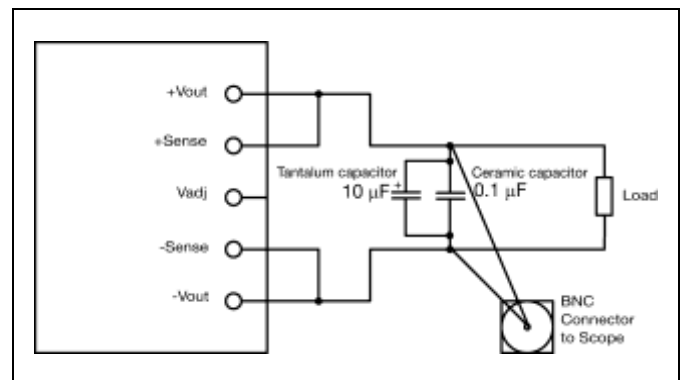 +Vout
+Sense
Tantalum capacitor
10 µF
+
Ceramic capacitor
0.1 µF
Vadj
Load
-Sense
-Vout
BNC
Connector
to Scope